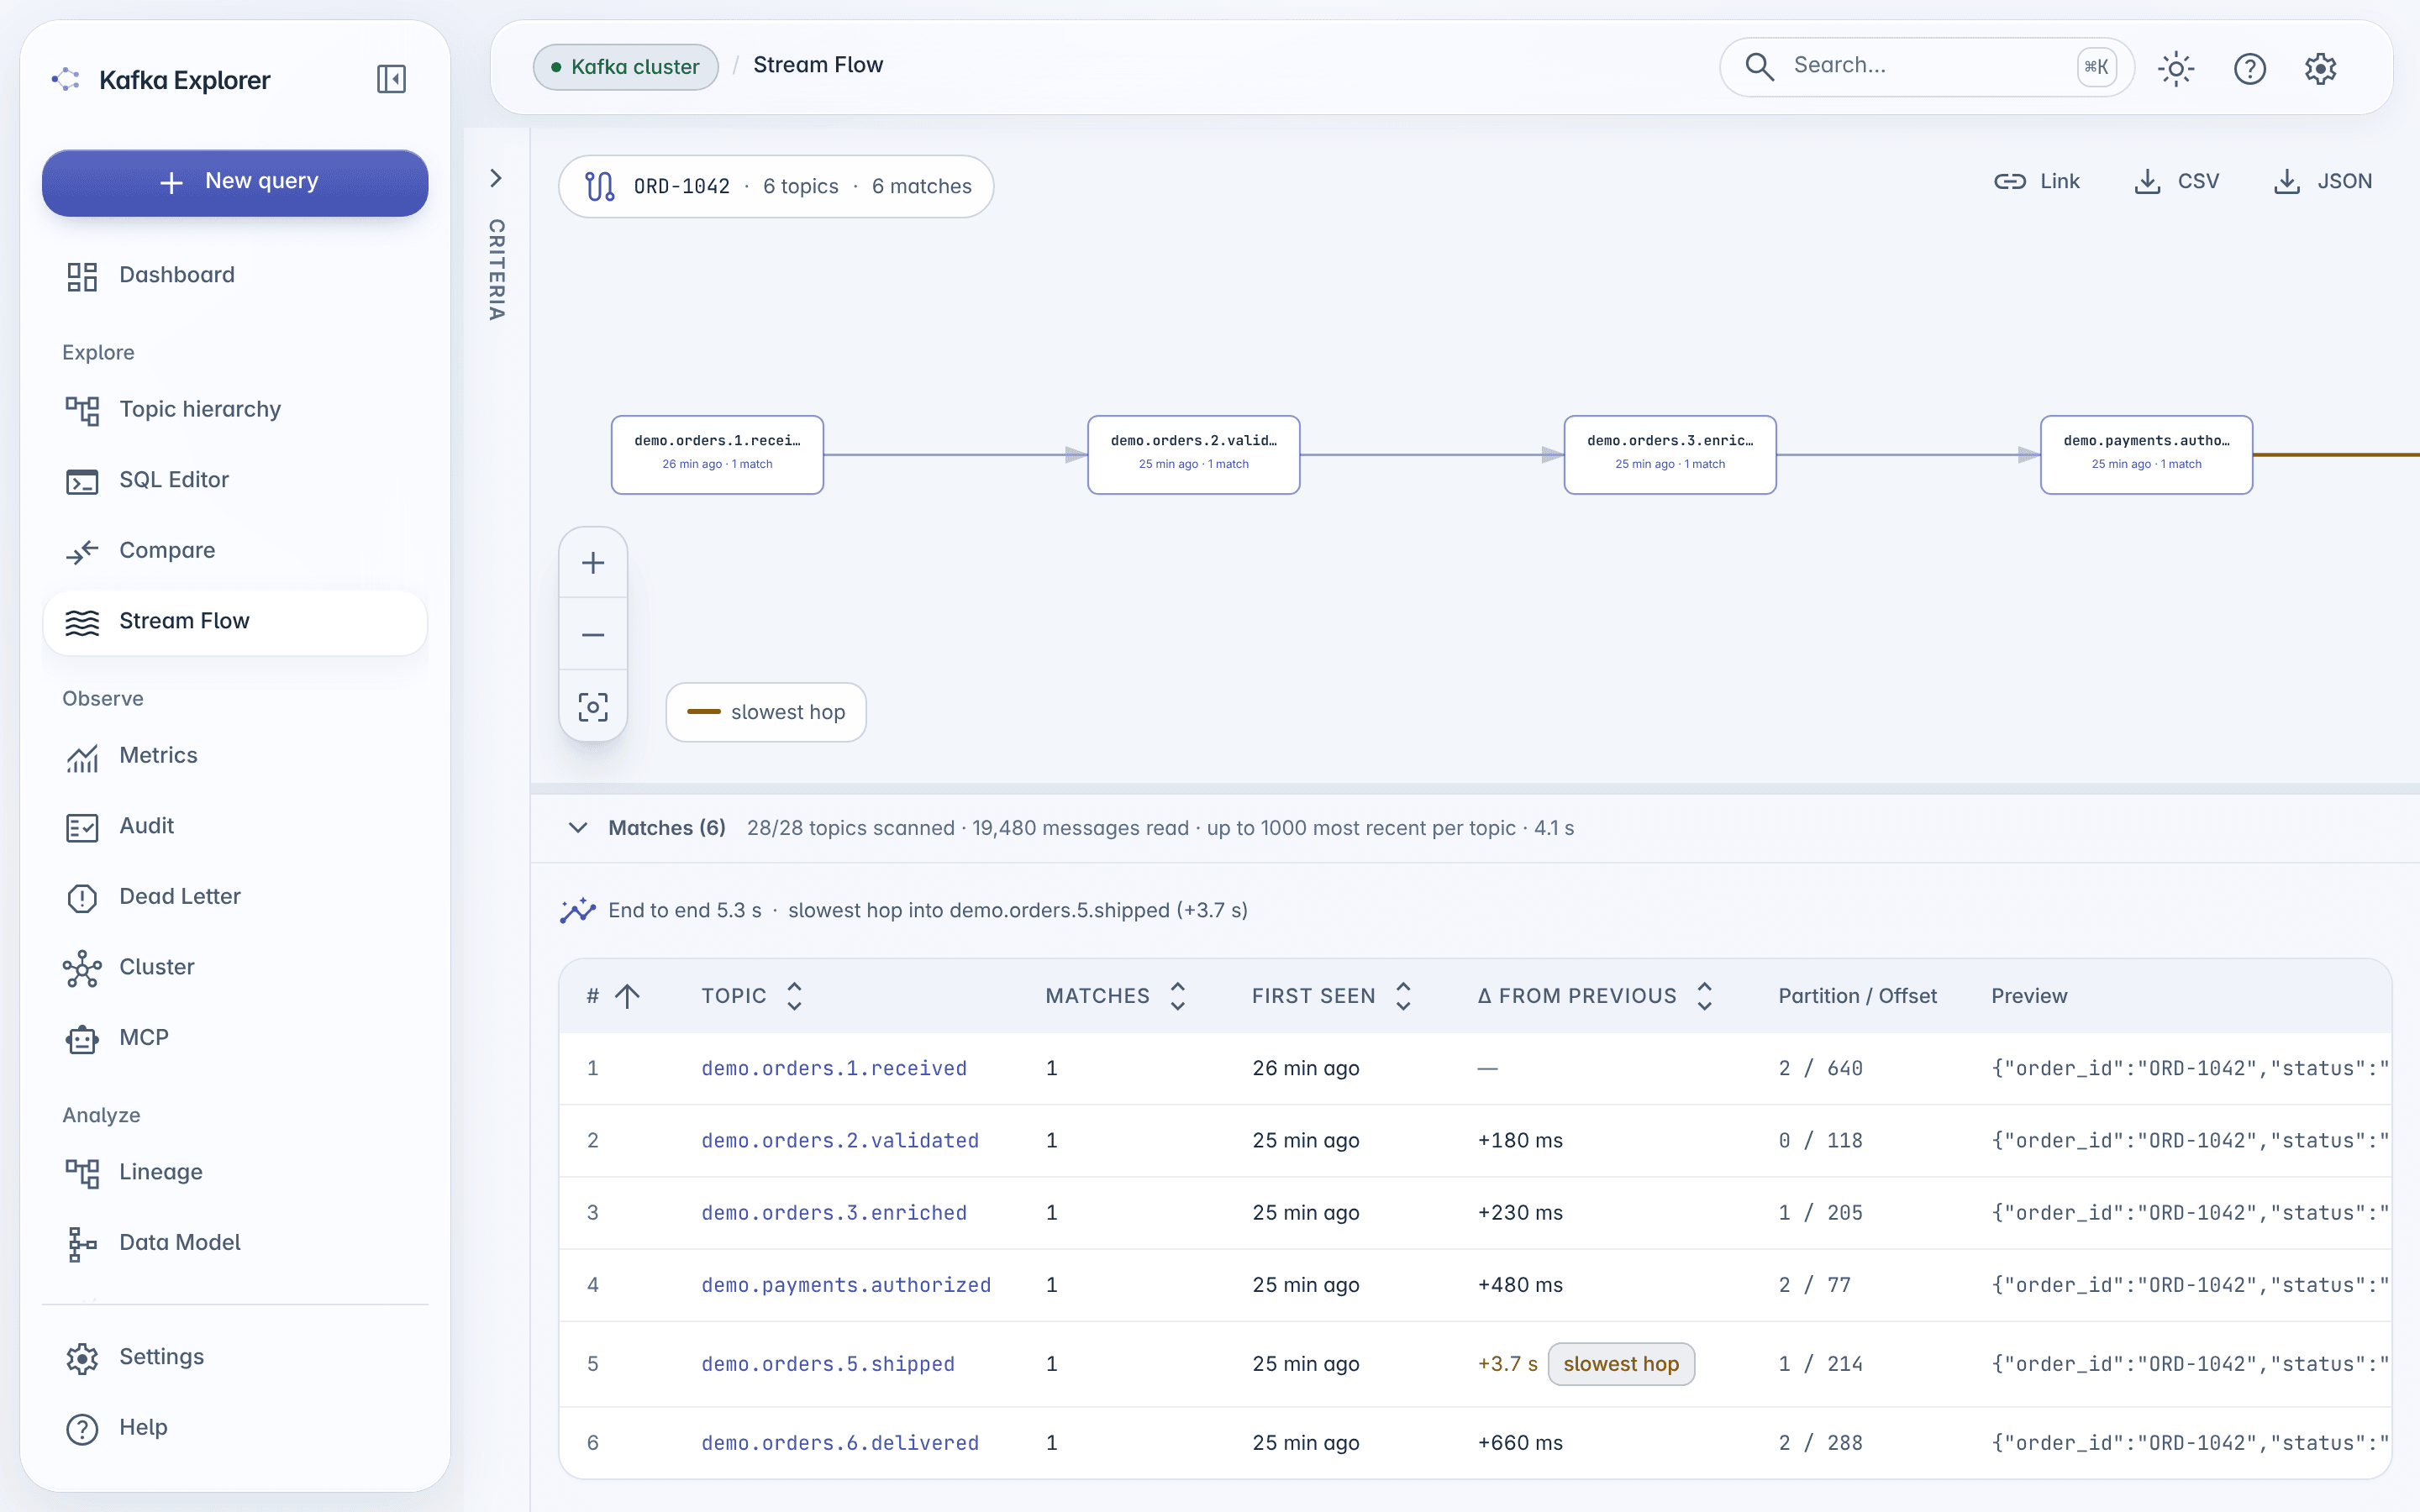 Kafka Explorer
New query
Dashboard
Explore
Topic hierarchy
SQL Editor
Compare
Stream Flow
Observe
Metrics
Audit
Dead Letter
Cluster
MCP
Analyze
Lineage
Data Model
Settings
Help
Kafka cluster / Stream Flow
Search... ⌘K
CRITERIA
ORD-1042 · 6 topics · 6 matches
Link CSV JSON
demo.orders.1.recei…
26 min ago · 1 match
demo.orders.2.valid…
25 min ago · 1 match
demo.orders.3.enric…
25 min ago · 1 match
demo.payments.autho…
25 min ago · 1 match
slowest hop
Matches (6) 28/28 topics scanned · 19,480 messages read · up to 1000 most recent per topic · 4.1 s
End to end 5.3 s · slowest hop into demo.orders.5.shipped (+3.7 s)
# TOPIC MATCHES FIRST SEEN Δ FROM PREVIOUS Partition / Offset Preview
1 demo.orders.1.received 1 26 min ago — 2 / 640 {"order_id":"ORD-1042","status":"
2 demo.orders.2.validated 1 25 min ago +180 ms 0 / 118 {"order_id":"ORD-1042","status":"
3 demo.orders.3.enriched 1 25 min ago +230 ms 1 / 205 {"order_id":"ORD-1042","status":"
4 demo.payments.authorized 1 25 min ago +480 ms 2 / 77 {"order_id":"ORD-1042","status":"
5 demo.orders.5.shipped 1 25 min ago +3.7 s slowest hop 1 / 214 {"order_id":"ORD-1042","status":"
6 demo.orders.6.delivered 1 25 min ago +660 ms 2 / 288 {"order_id":"ORD-1042","status":"